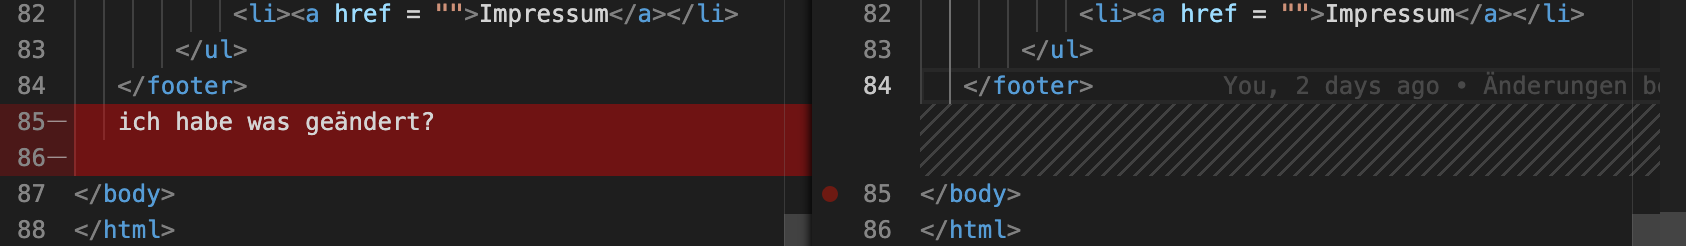 82 <li><a href = "">Impressum</a></li>
83 </ul>
84 </footer>
85— ich habe was geändert?
86—
87 </body>
88 </html>
82 <li><a href = "">Impressum</a></li>
83 </ul>
84 </footer> You, 2 days ago • Änderungen
85 </body>
86 </html>